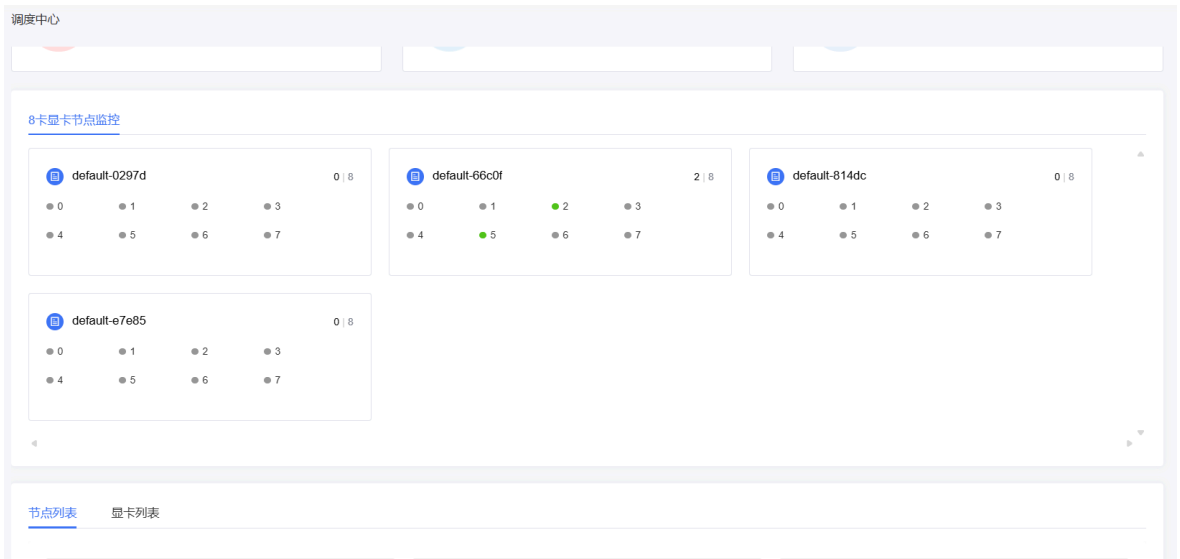 调度中心
8卡显卡节点监控
default-0297d 0 | 8 default-66c0f 2 | 8 default-814dc 0 | 8
0 1 2 3 0 1 2 3 0 1 2 3
4 5 6 7 4 5 6 7 4 5 6 7
default-e7e85 0 | 8
0 1 2 3
4 5 6 7
节点列表 显卡列表